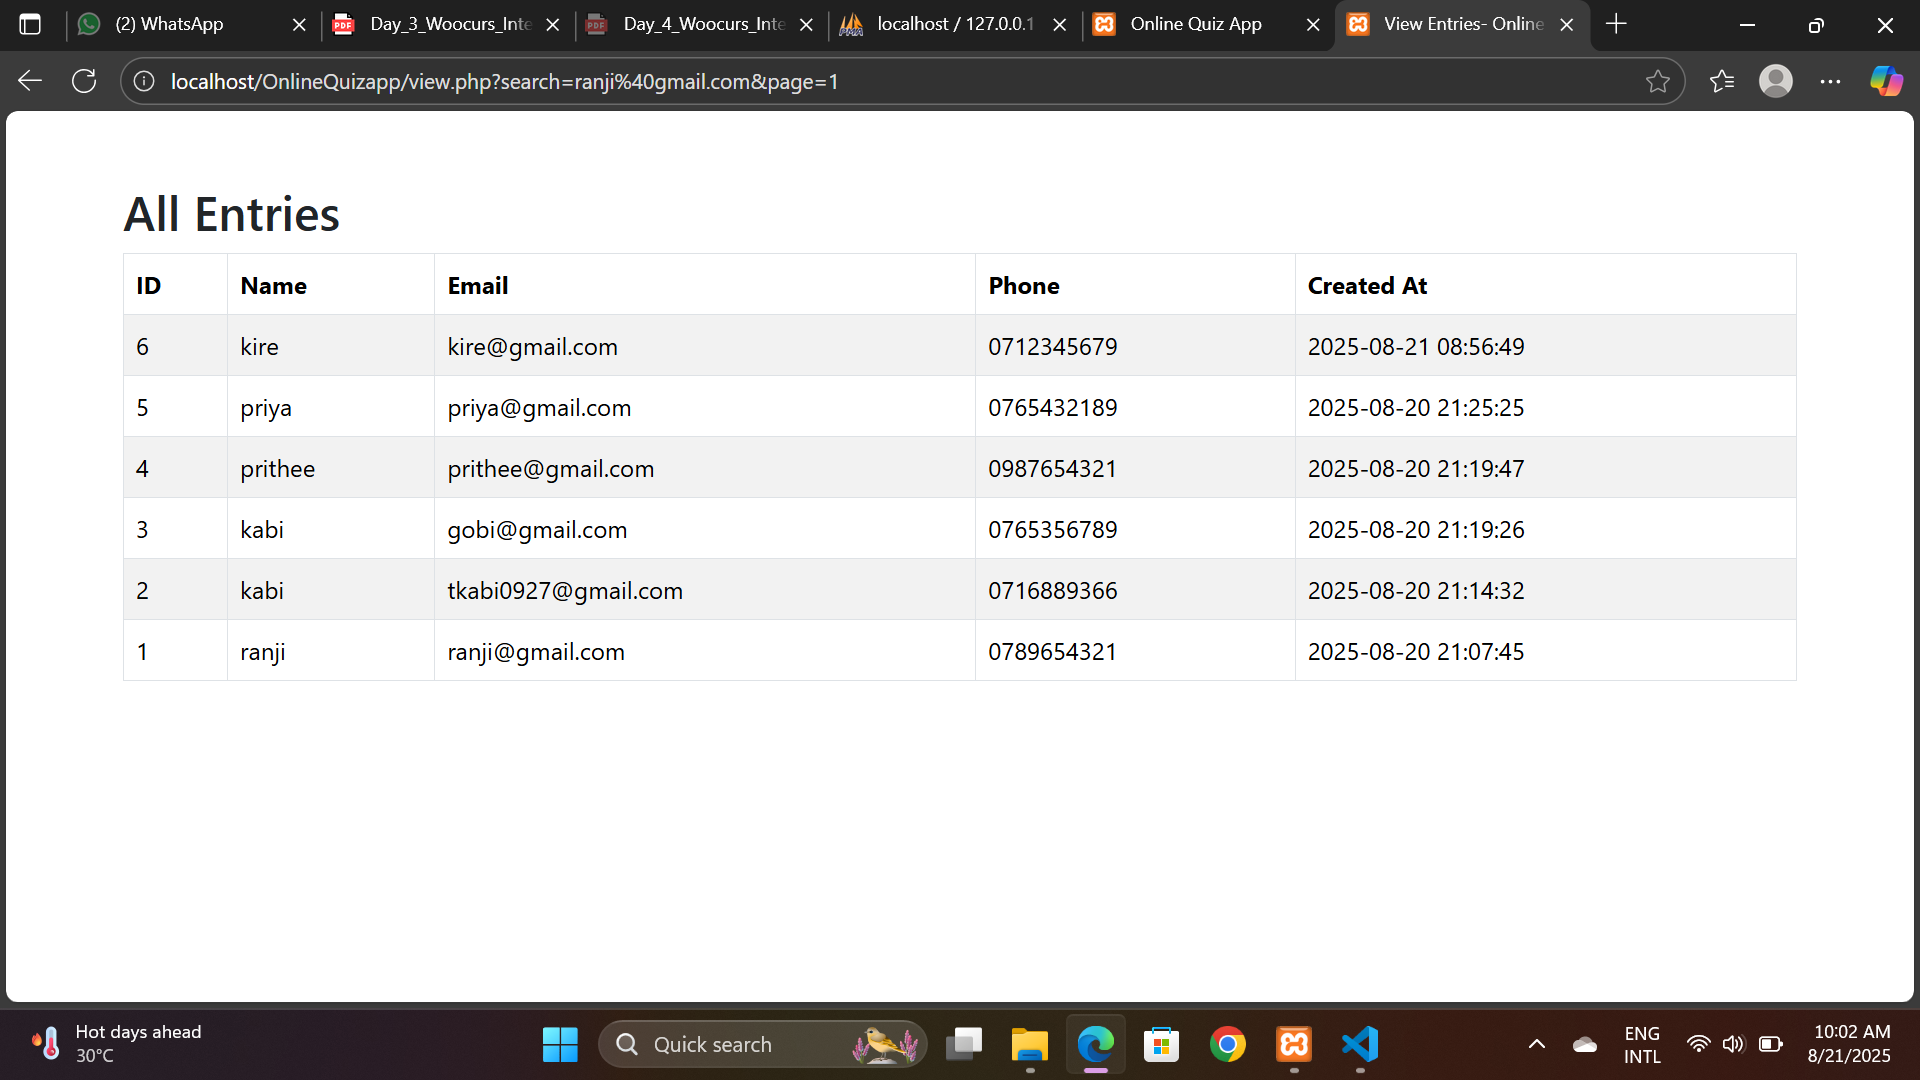 (2) WhatsApp
Day_3_Woocurs_Inte
Day_4_Woocurs_Inte
localhost / 127.0.0.1
Online Quiz App
View Entries- Online
localhost/OnlineQuizapp/view.php?search=ranji%40gmail.com&page=1
All Entries
ID Name Email Phone Created At
6 kire kire@gmail.com 0712345679 2025-08-21 08:56:49
5 priya priya@gmail.com 0765432189 2025-08-20 21:25:25
4 prithee prithee@gmail.com 0987654321 2025-08-20 21:19:47
3 kabi gobi@gmail.com 0765356789 2025-08-20 21:19:26
2 kabi tkabi0927@gmail.com 0716889366 2025-08-20 21:14:32
1 ranji ranji@gmail.com 0789654321 2025-08-20 21:07:45
Hot days ahead
30°C
Quick search
ENG
INTL
10:02 AM
8/21/2025